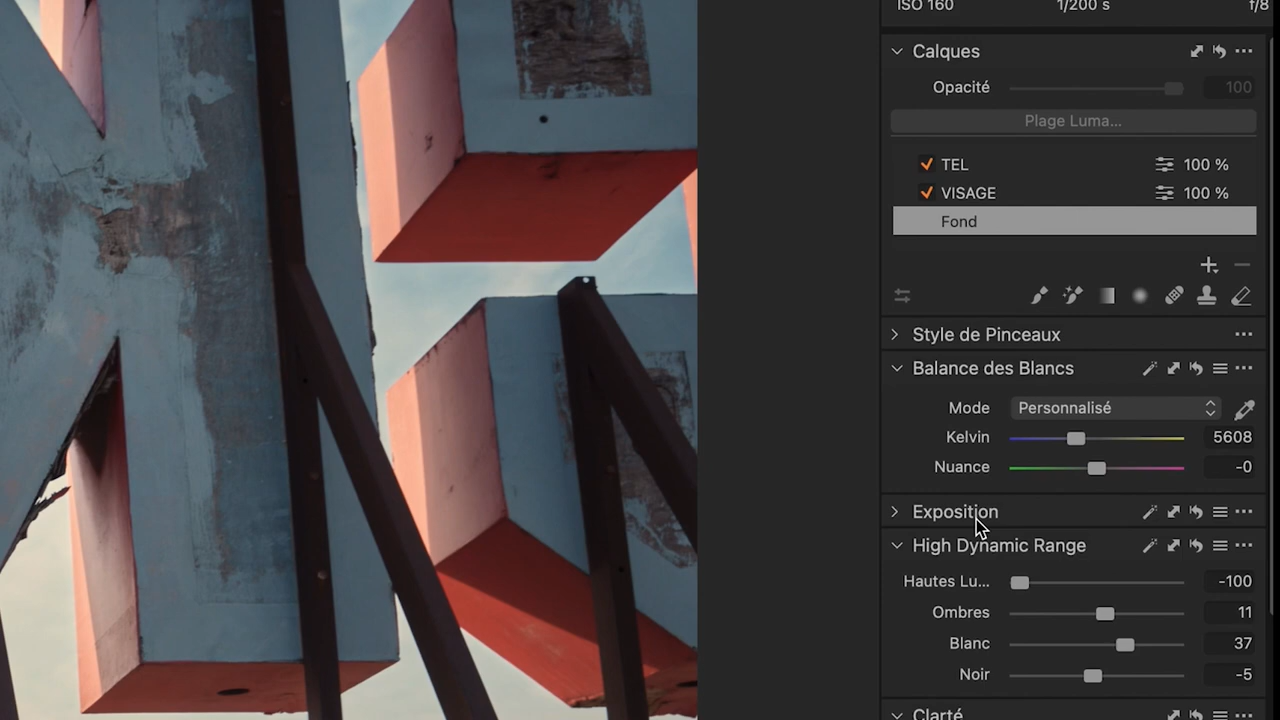 ISO 160 1/200 s f/8
Calques
Opacité 100
Plage Luma...
TEL 100 %
VISAGE 100 %
Fond
Style de Pinceaux
Balance des Blancs
Mode Personnalisé
Kelvin 5608
Nuance -0
Exposition
High Dynamic Range
Hautes Lu... -100
Ombres 11
Blanc 37
Noir -5
Clarté